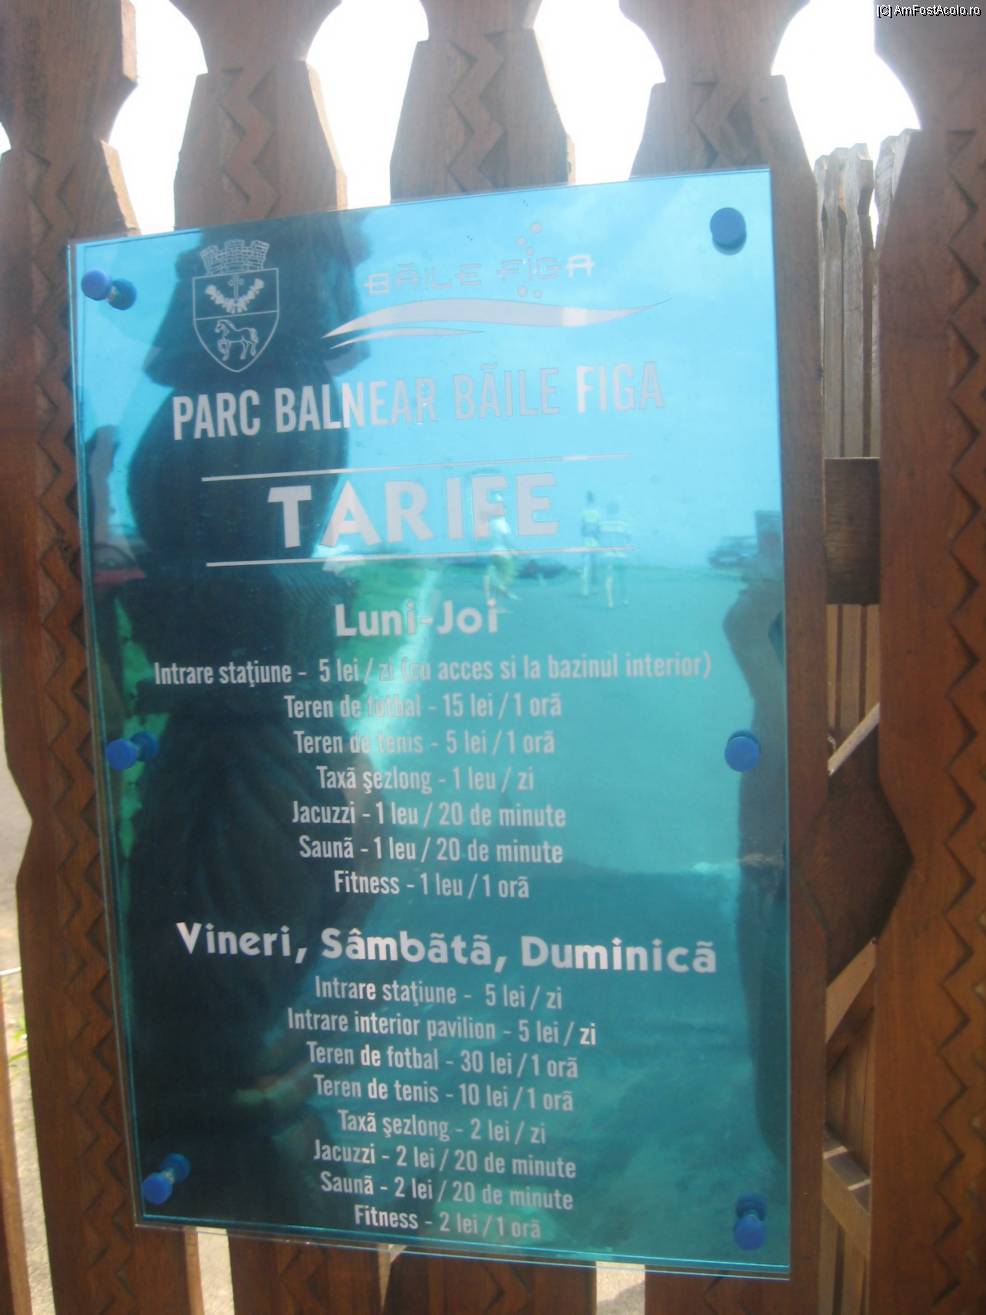 [C] AmFostAcolo.ro
BĂILE FIGA
PARC BALNEAR BĂILE FIGA
TARIFE
Luni-Joi
Intrare staţiune - 5 lei / zi (cu acces si la bazinul interior)
Teren de fotbal - 15 lei / 1 oră
Teren de tenis - 5 lei / 1 oră
Taxă şezlong - 1 leu / zi
Jacuzzi - 1 leu / 20 de minute
Saună - 1 leu / 20 de minute
Fitness - 1 leu / 1 oră
Vineri, Sâmbătă, Duminică
Intrare staţiune - 5 lei / zi
Intrare interior pavilion - 5 lei / zi
Teren de fotbal - 30 lei / 1 oră
Teren de tenis - 10 lei / 1 oră
Taxă şezlong - 2 lei / zi
Jacuzzi - 2 lei / 20 de minute
Saună - 2 lei / 20 de minute
Fitness - 2 lei / 1 oră